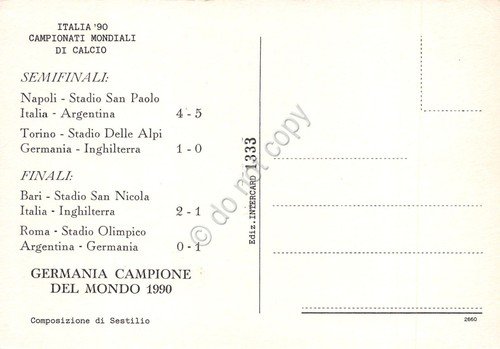 ITALIA '90
CAMPIONATI MONDIALI
DI CALCIO
SEMIFINALI:
Napoli - Stadio San Paolo
Italia - Argentina 4 - 5
Torino - Stadio Delle Alpi
Germania - Inghilterra 1 - 0
FINALI:
Bari - Stadio San Nicola
Italia - Inghilterra 2 - 1
Roma - Stadio Olimpico
Argentina - Germania 0 - 1
GERMANIA CAMPIONE
DEL MONDO 1990
Composizione di Sestilio
Ediz. INTERCARD 1333
© do not copy
2660